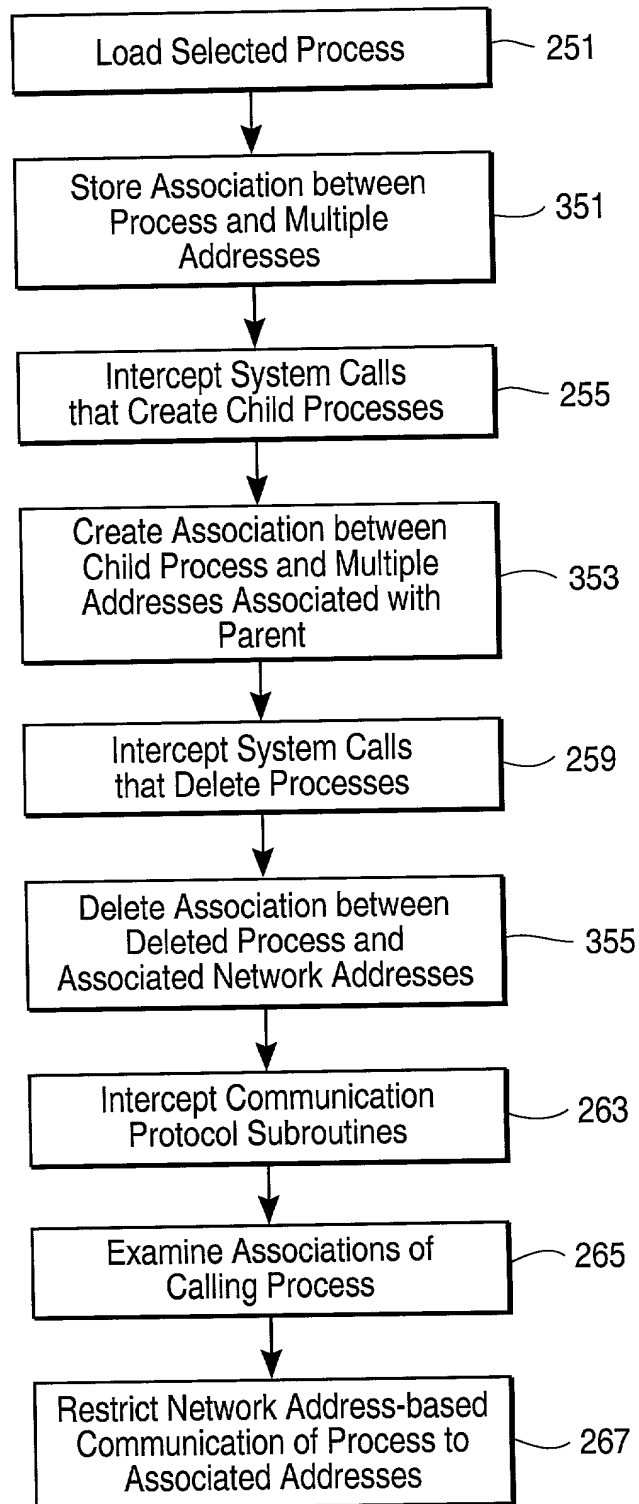 Load Selected Process
251
Store Association between
Process and Multiple
Addresses
351
Intercept System Calls
that Create Child Processes
255
Create Association between
Child Process and Multiple
Addresses Associated with
Parent
353
Intercept System Calls
that Delete Processes
259
Delete Association between
Deleted Process and
Associated Network Addresses
355
Intercept Communication
Protocol Subroutines
263
Examine Associations of
Calling Process
265
Restrict Network Address-based
Communication of Process to
Associated Addresses
267